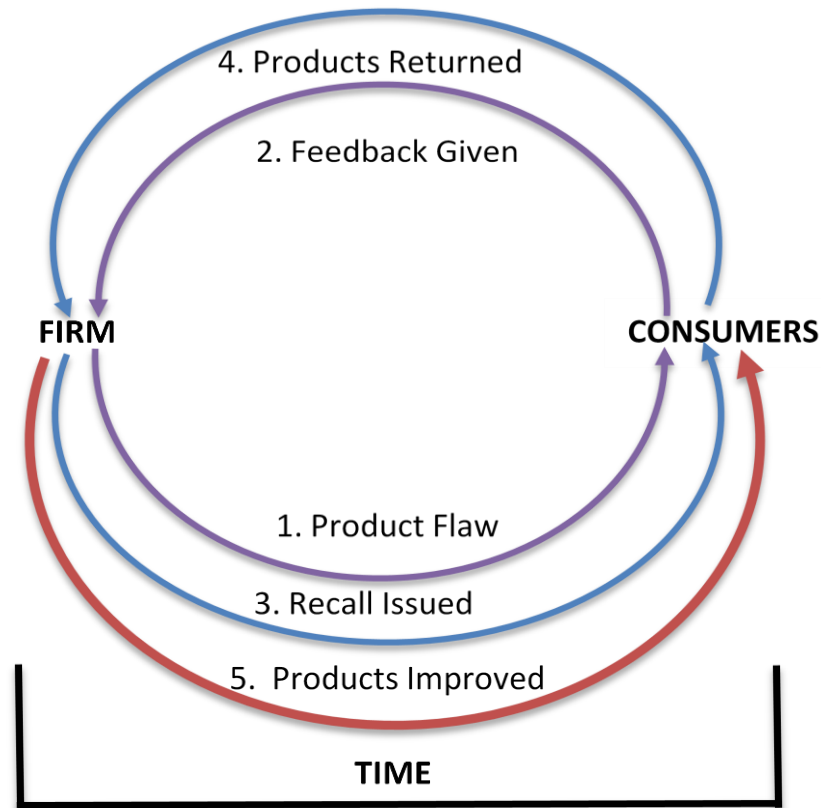 4. Products Returned
2. Feedback Given
FIRM
CONSUMERS
1. Product Flaw
3. Recall Issued
5.  Products Improved
TIME